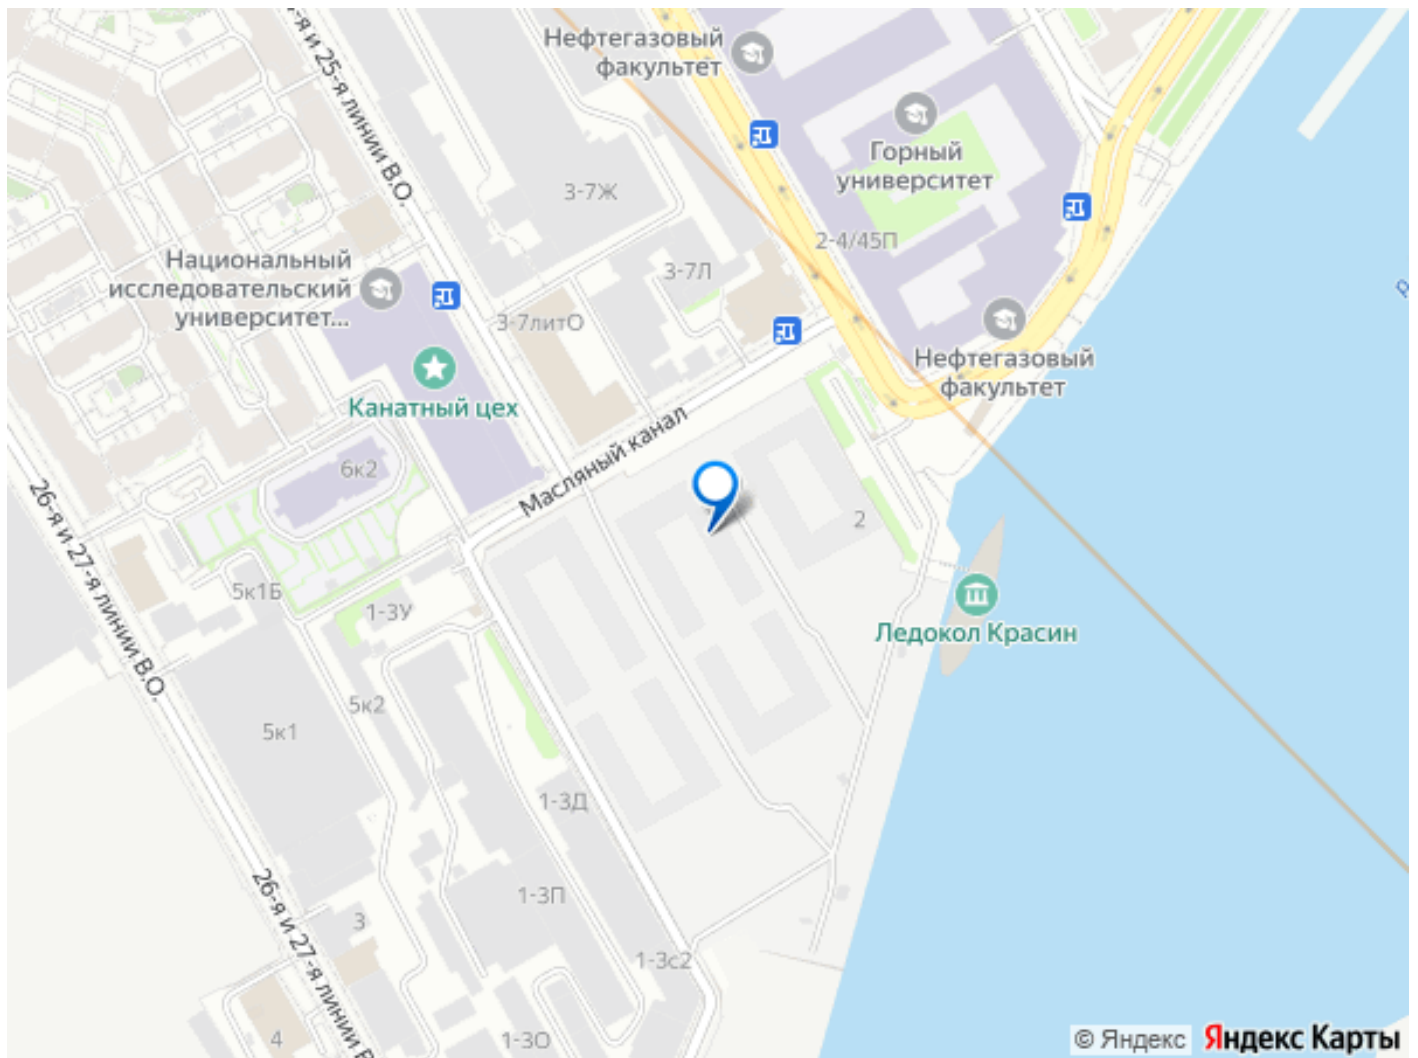 Нефтегазовый
факультет
-я и 25-я линии В.О.
Горный
университет
3-7Ж
2-4/45П
Национальный
исследовательский
университет...
3-7Л
3-7литО
Р
Нефтегазовый
факультет
Канатный цех
Масляный канал
6к2
26-я и 27-я линии В.О.
2
5к1Б
1-3У
Ледокол Красин
5к2
5к1
1-3Д
1-3П
26-я и 27-я линии В
3
1-3с2
4
1-3О
© Яндекс Яндекс Карты